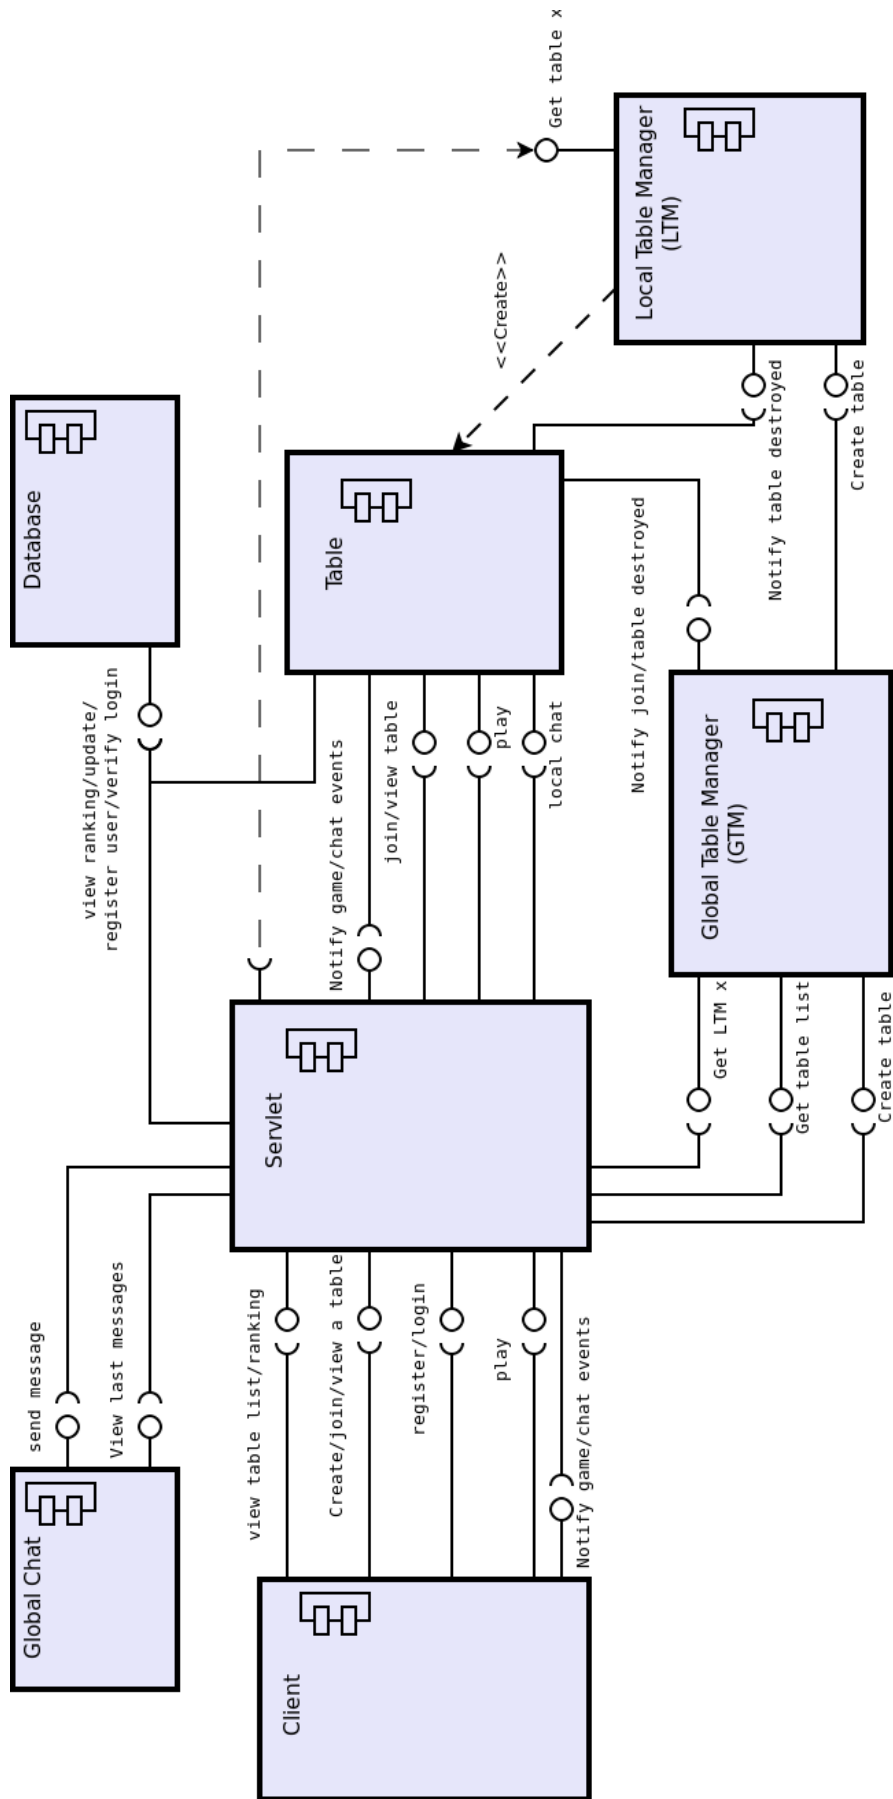 Global Chat
send message
View last messages
view ranking/update/
register user/verify login
Database
Client
view table list/ranking
Create/join/view a table
register/login
play
Notify game/chat events
Servlet
Notify game/chat events
join/view table
play
local chat
Table
<<Create>>
Get table x
Get LTM x
Get table list
Create table
Global Table Manager
(GTM)
Notify join/table destroyed
Notify table destroyed
Create table
Local Table Manager
(LTM)